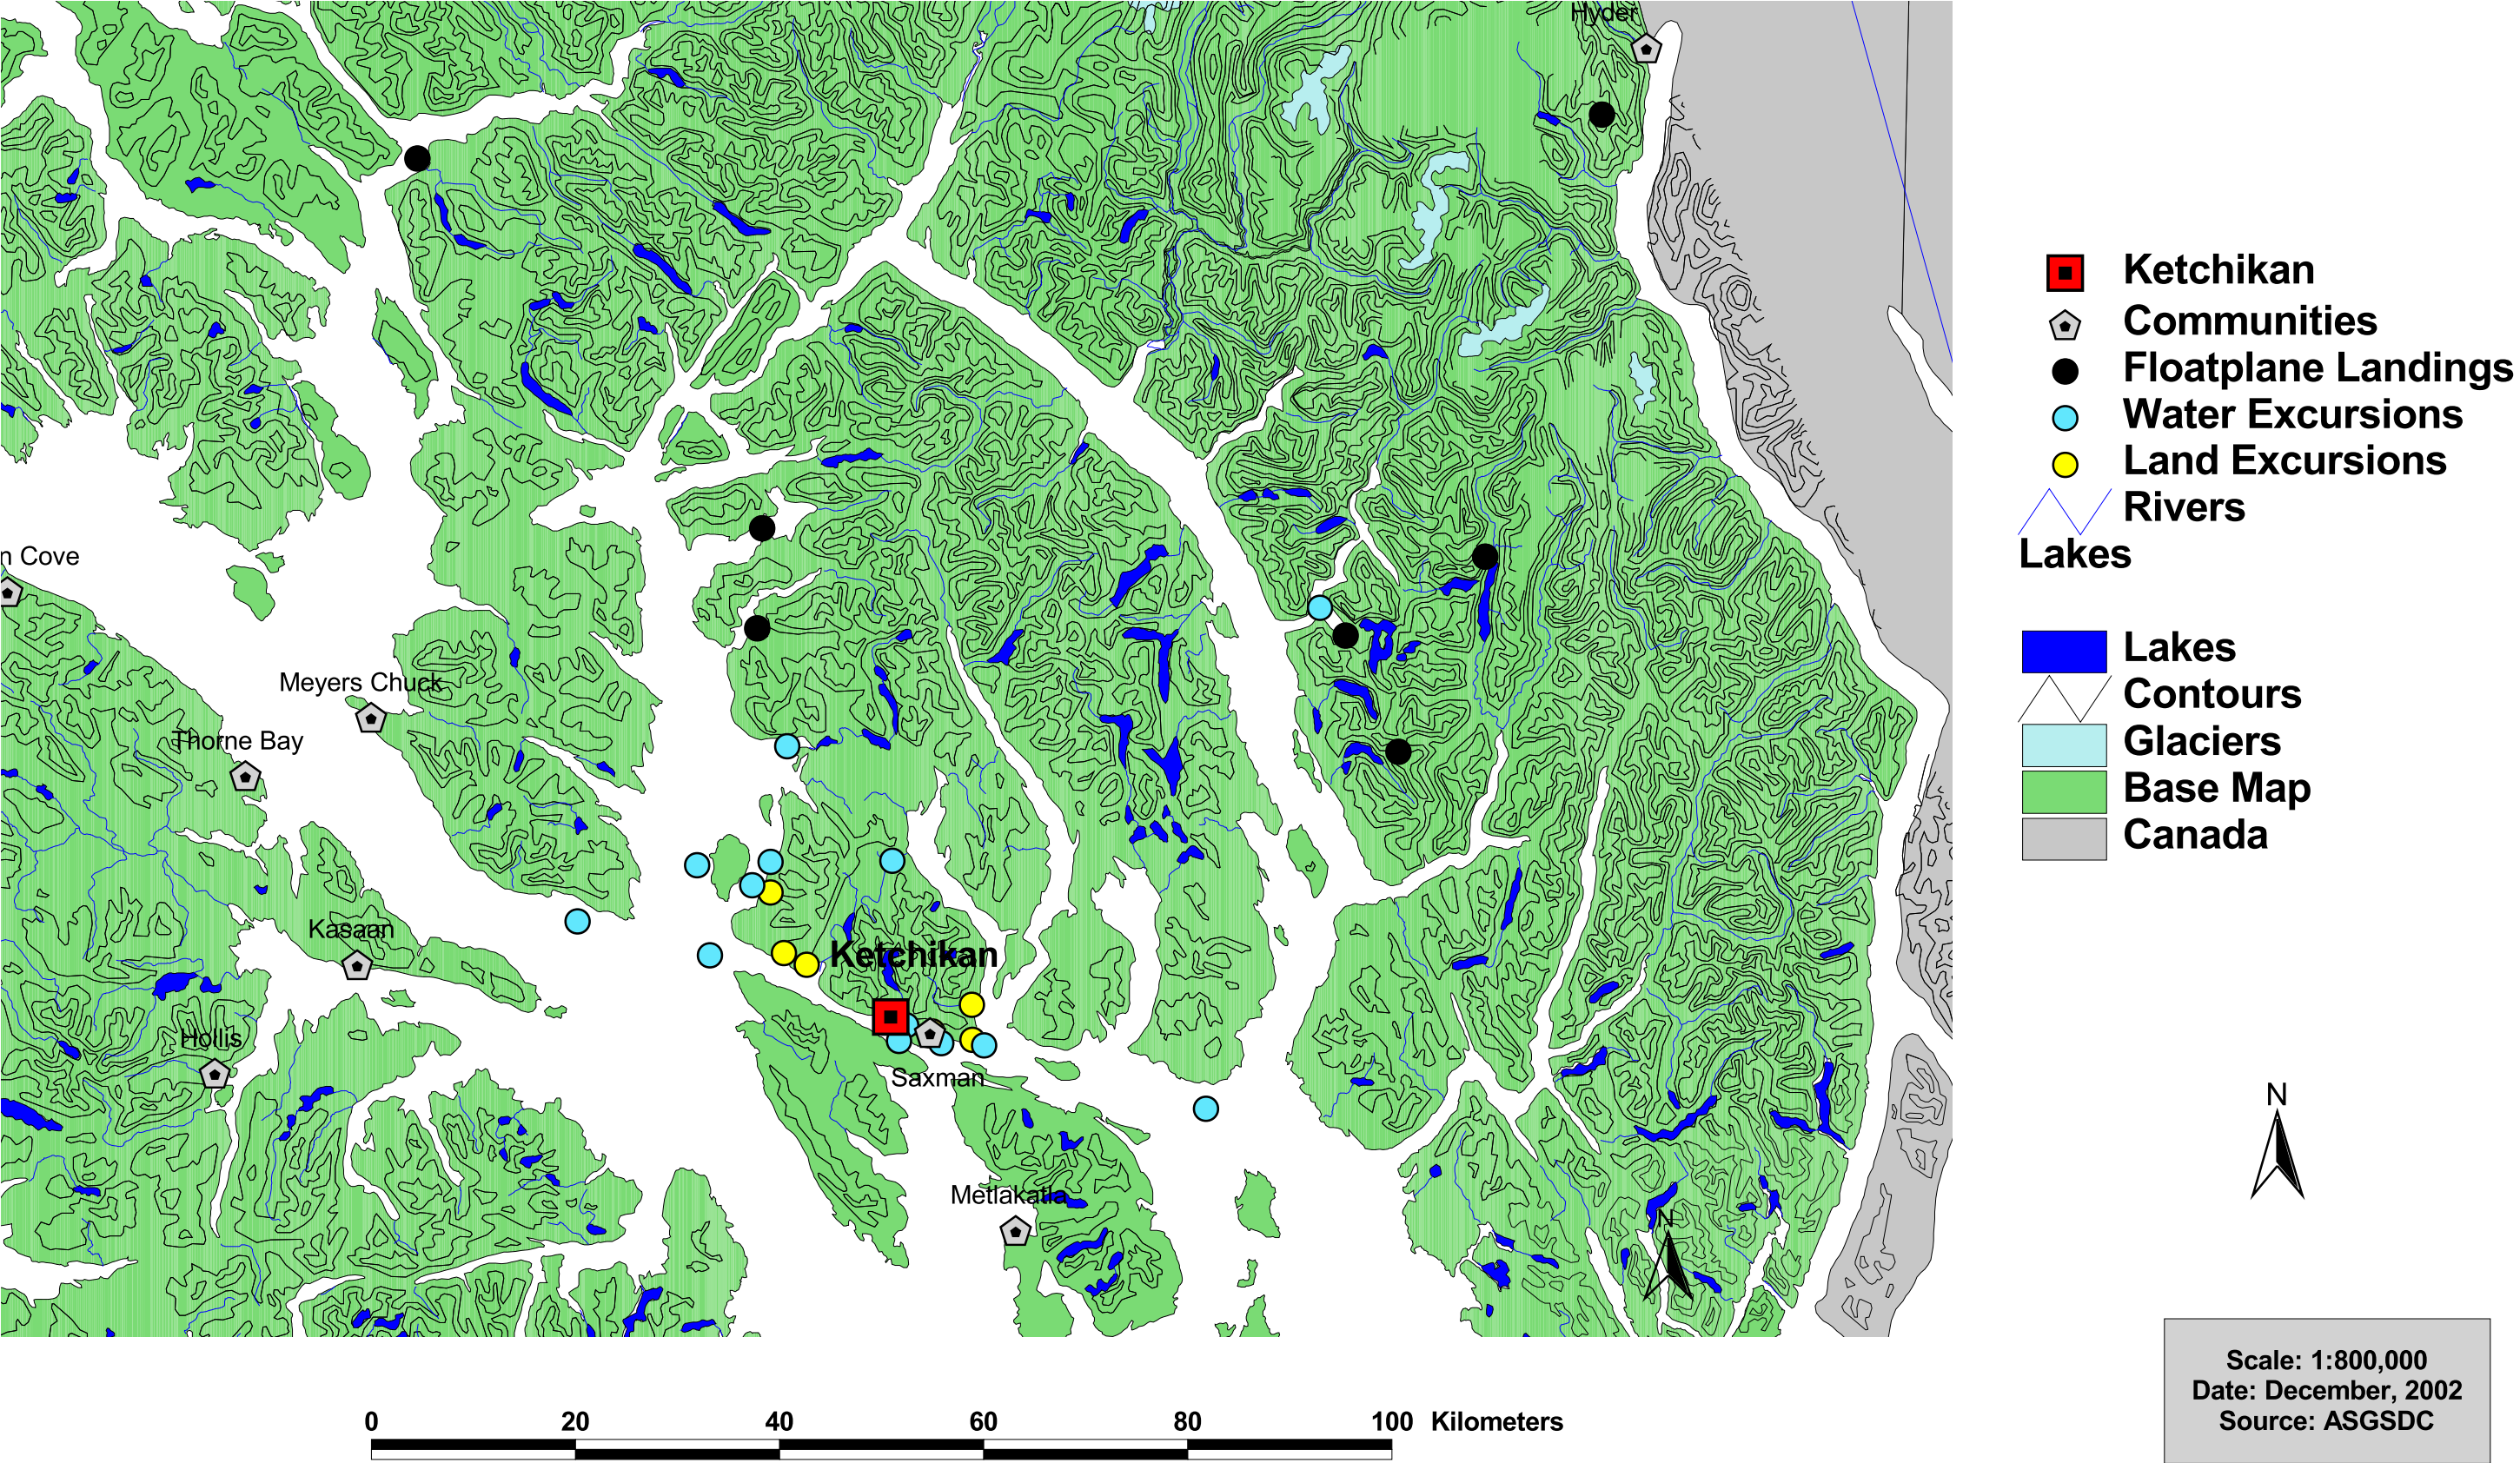 Hyder
n Cove
Meyers Chuck
Thorne Bay
Kasaan
Ketchikan
Hollis
Saxman
Metlakatla
N
Ketchikan
Communities
Floatplane Landings
Water Excursions
Land Excursions
Rivers
Lakes
Lakes
Contours
Glaciers
Base Map
Canada
N
Scale: 1:800,000
Date: December, 2002
Source: ASGSDC
0 20 40 60 80 100 Kilometers